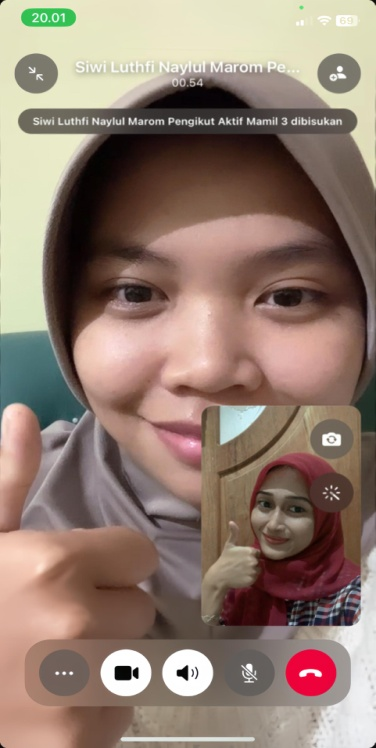 20.01
69
Siwi Luthfi Naylul Marom Pe...
00.54
Siwi Luthfi Naylul Marom Pengikut Aktif Mamil 3 dibisukan